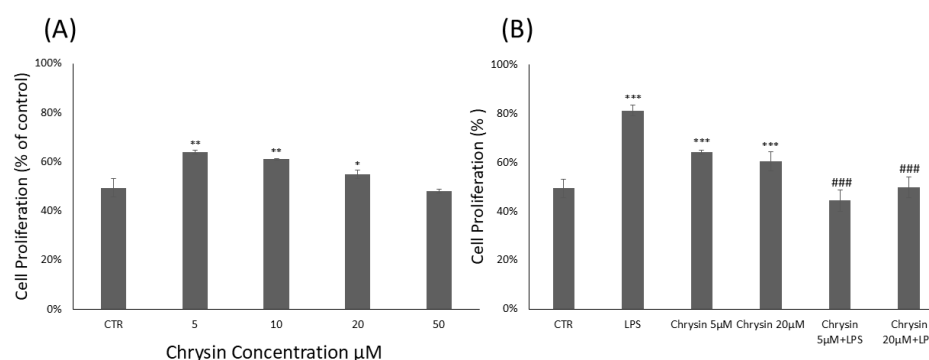 (A)
Cell Proliferation (% of control)
100%
80%
60%
40%
20%
0%
**
**
*
CTR
5
10
20
50
Chrysin Concentration µM
(B)
Cell Proliferation (% )
100%
80%
60%
40%
20%
0%
***
***
***
###
###
CTR
LPS
Chrysin 5µM
Chrysin 20µM
Chrysin
5µM+LPS
Chrysin
20µM+LP